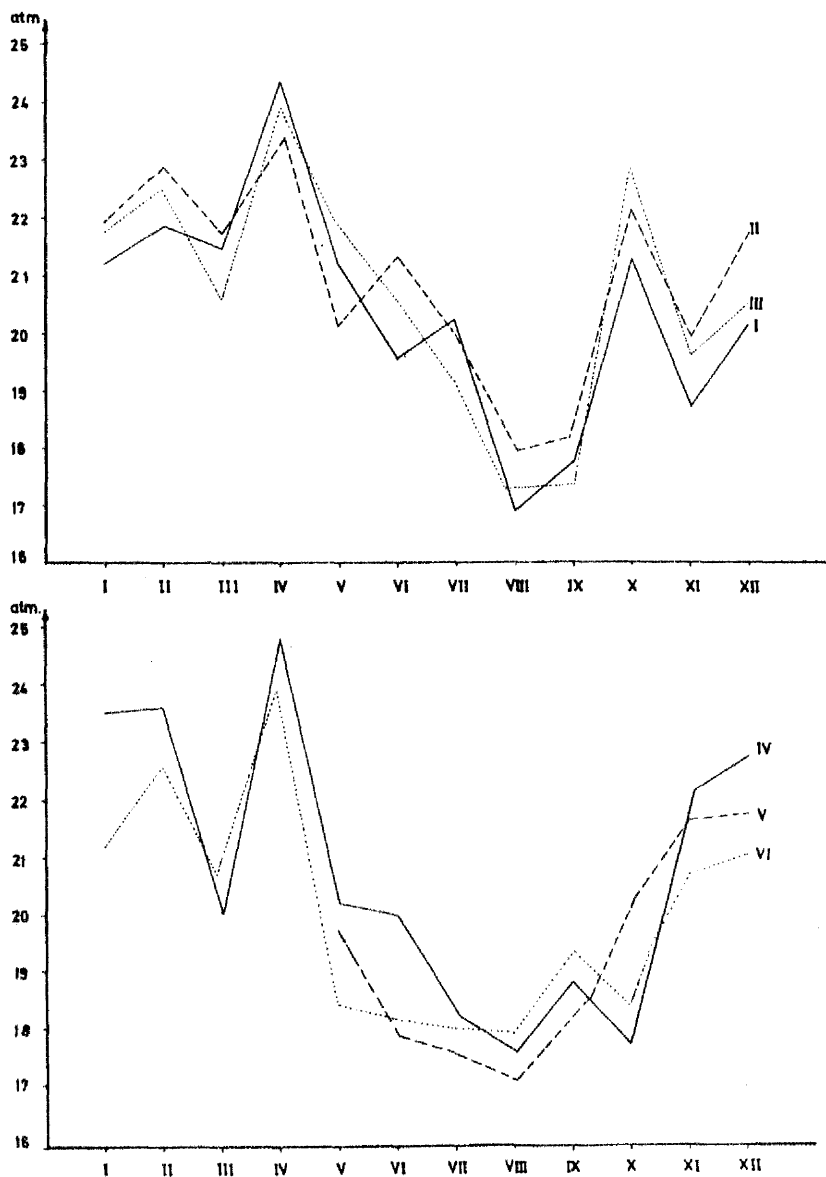 atm.
25
24
23
22
21
20
19
18
17
16
II
III
I
I II III IV V VI VII VIII IX X XI XII
atm.
25
24
23
22
21
20
19
18
17
16
IV
V
VI
I II III IV V VI VII VIII IX X XI XII